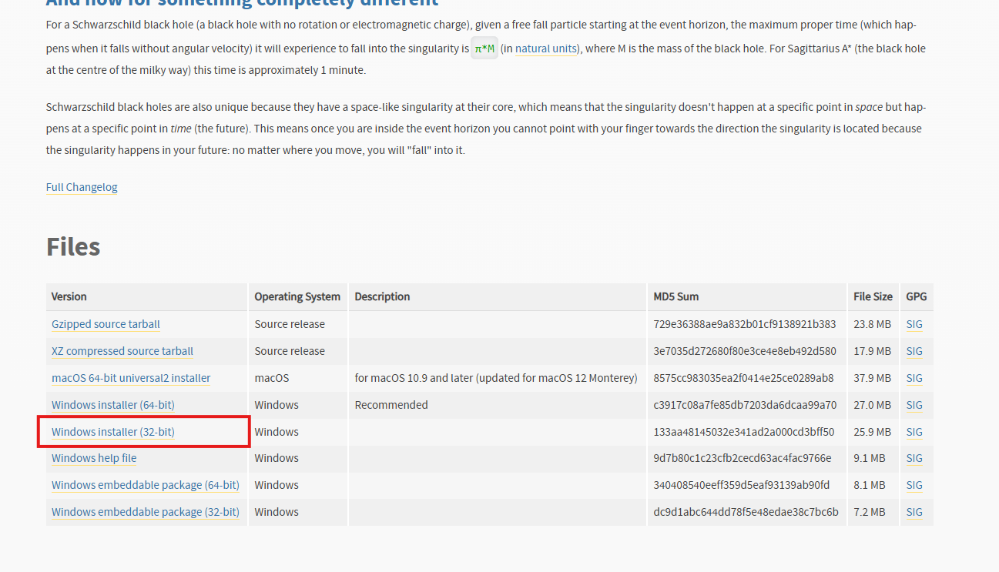 And now for something completely different
For a Schwarzschild black hole (a black hole with no rotation or electromagnetic charge), given a free fall particle starting at the event horizon, the maximum proper time (which hap-
pens when it falls without angular velocity) it will experience to fall into the singularity is π*M (in natural units), where M is the mass of the black hole. For Sagittarius A* (the black hole
at the centre of the milky way) this time is approximately 1 minute.
Schwarzschild black holes are also unique because they have a space-like singularity at their core, which means that the singularity doesn't happen at a specific point in space but hap-
pens at a specific point in time (the future). This means once you are inside the event horizon you cannot point with your finger towards the direction the singularity is located because
the singularity happens in your future: no matter where you move, you will "fall" into it.
Full Changelog
Files
Version Operating System Description MD5 Sum File Size GPG
Gzipped source tarball Source release 729e36388ae9a832b01cf9138921b383 23.8 MB SIG
XZ compressed source tarball Source release 3e7035d272680f80e3ce4e8eb492d580 17.9 MB SIG
macOS 64-bit universal2 installer macOS for macOS 10.9 and later (updated for macOS 12 Monterey) 8575cc983035ea2f0414e25ce0289ab8 37.9 MB SIG
Windows installer (64-bit) Windows Recommended c3917c08a7fe85db7203da6dcaa99a70 27.0 MB SIG
Windows installer (32-bit) Windows 133aa48145032e341ad2a000cd3bff50 25.9 MB SIG
Windows help file Windows 9d7b80c1c23cfb2cecd63ac4fac9766e 9.1 MB SIG
Windows embeddable package (64-bit) Windows 340408540eeff359d5eaf93139ab90fd 8.1 MB SIG
Windows embeddable package (32-bit) Windows dc9d1abc644dd78f5e48edae38c7bc6b 7.2 MB SIG